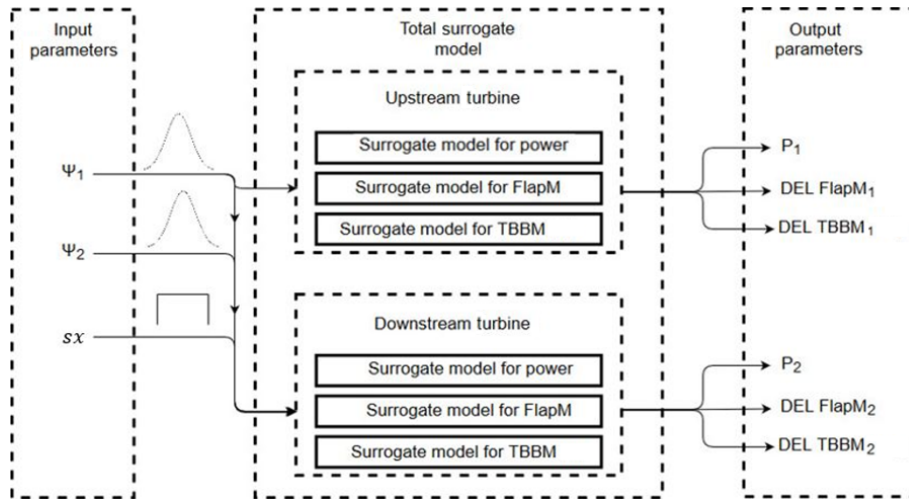 Input
parameters
Total surrogate
model
Output
parameters
Upstream turbine
Surrogate model for power
Surrogate model for FlapM
Surrogate model for TBBM
Ψ1
Ψ2
sx
P1
DEL FlapM1
DEL TBBM1
Downstream turbine
Surrogate model for power
Surrogate model for FlapM
Surrogate model for TBBM
P2
DEL FlapM2
DEL TBBM2